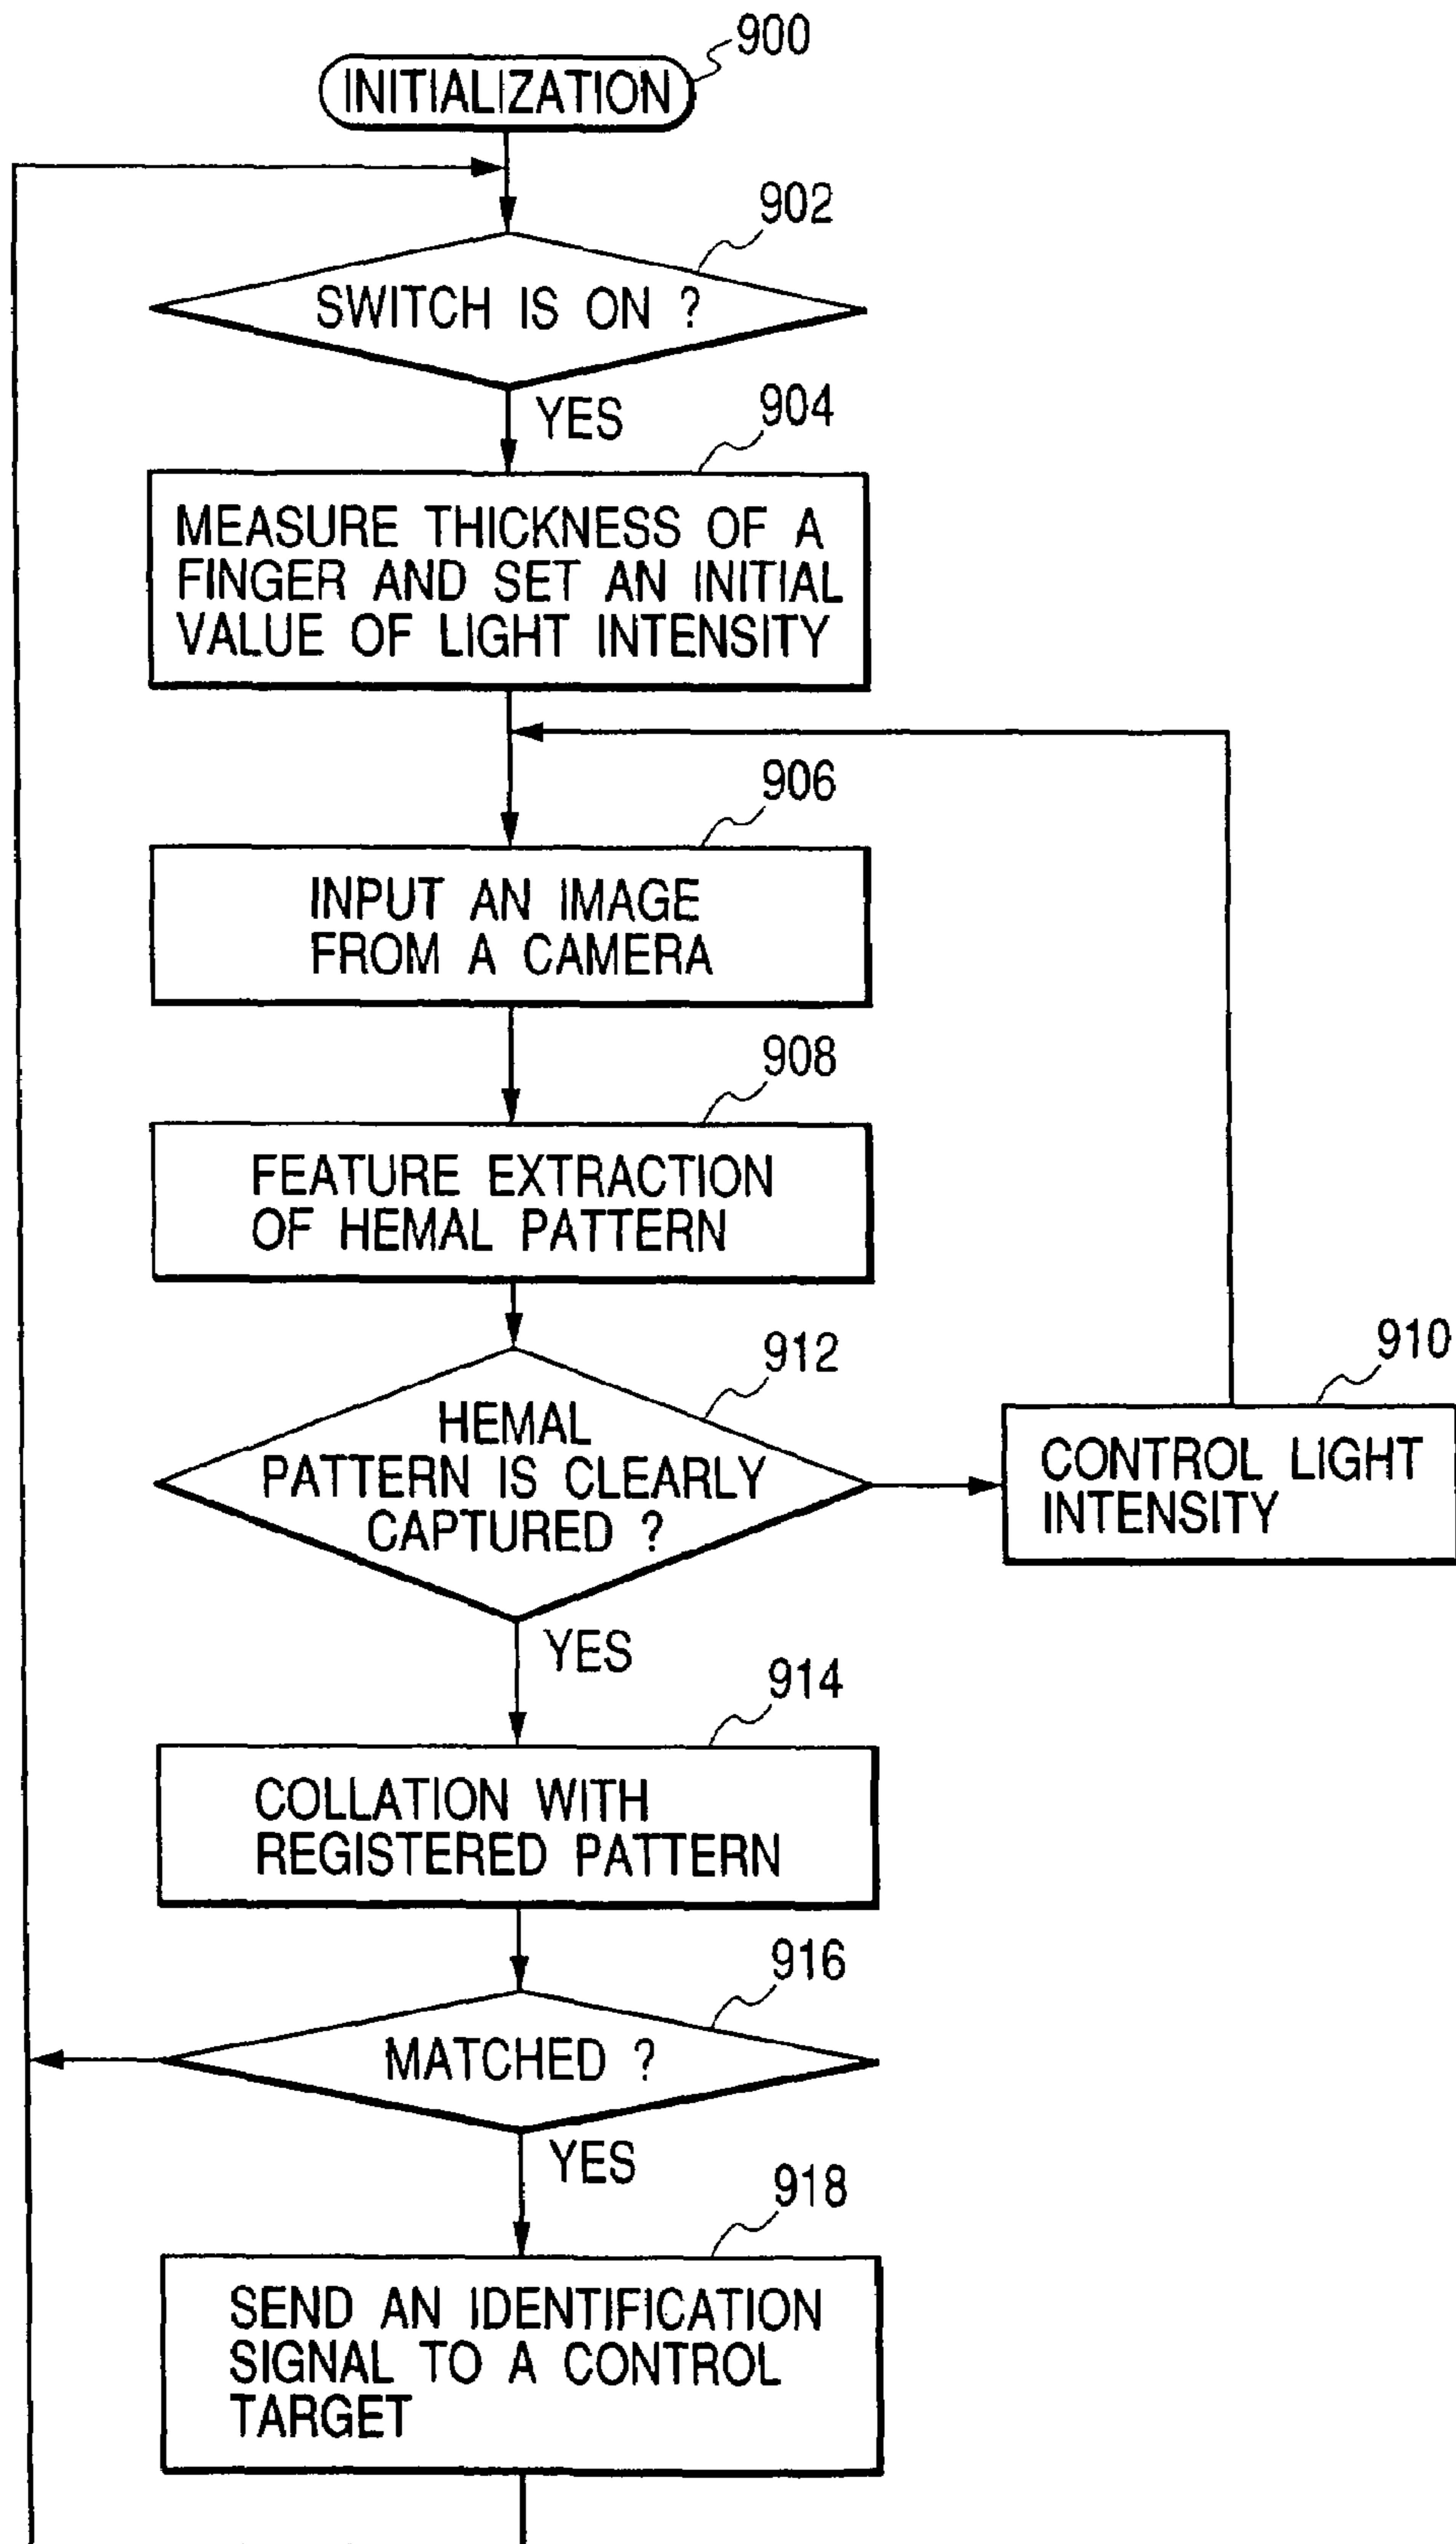 900
INITIALIZATION
902
SWITCH IS ON ?
YES
904
MEASURE THICKNESS OF A
FINGER AND SET AN INITIAL
VALUE OF LIGHT INTENSITY
906
INPUT AN IMAGE
FROM A CAMERA
908
FEATURE EXTRACTION
OF HEMAL PATTERN
912
HEMAL
PATTERN IS CLEARLY
CAPTURED ?
910
CONTROL LIGHT
INTENSITY
YES
914
COLLATION WITH
REGISTERED PATTERN
916
MATCHED ?
YES
918
SEND AN IDENTIFICATION
SIGNAL TO A CONTROL
TARGET